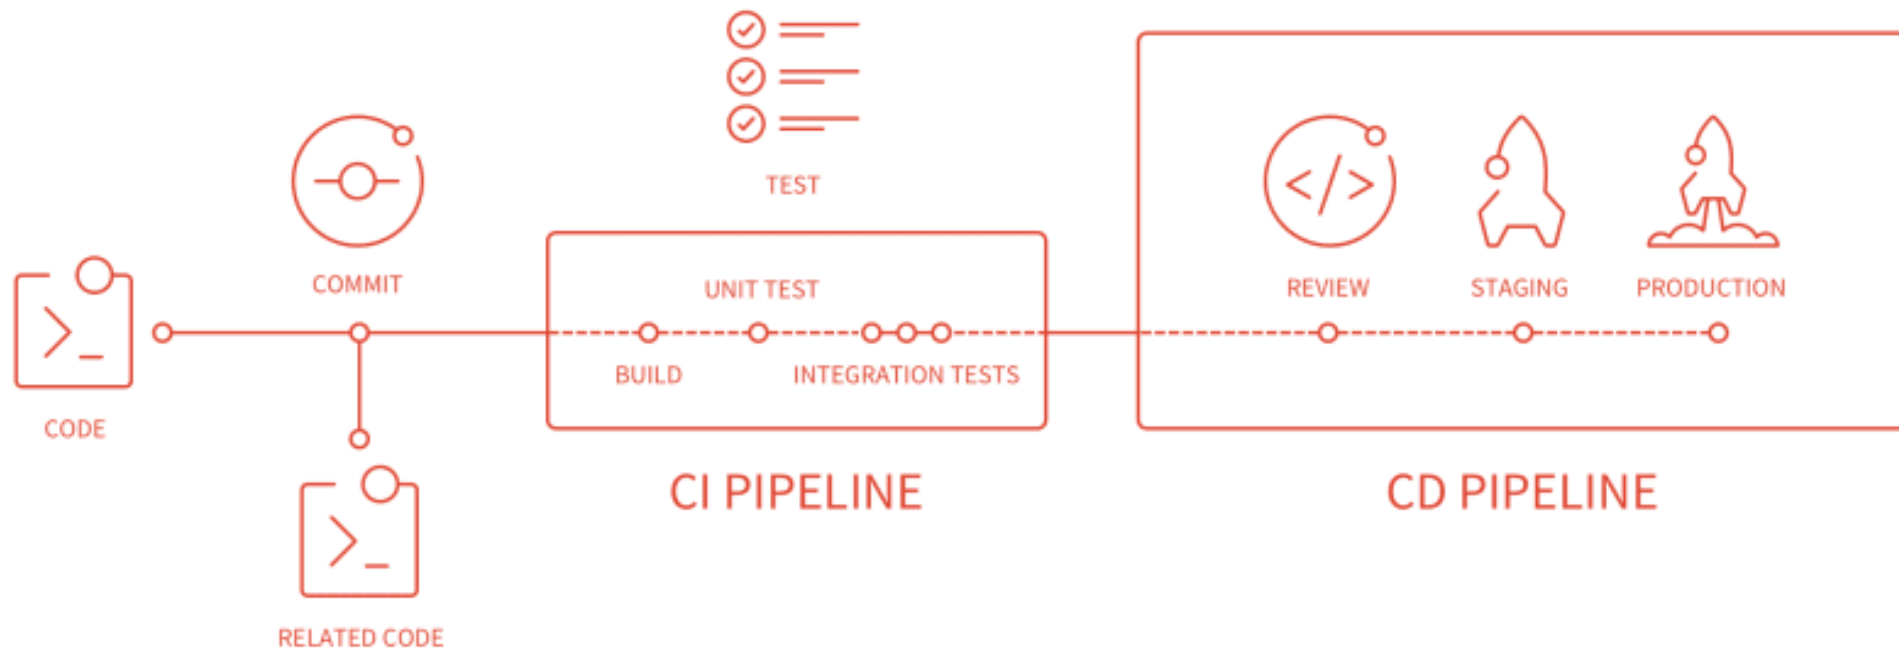 TEST
COMMIT
UNIT TEST
REVIEW
STAGING
PRODUCTION
BUILD
INTEGRATION TESTS
CODE
CI PIPELINE
CD PIPELINE
RELATED CODE